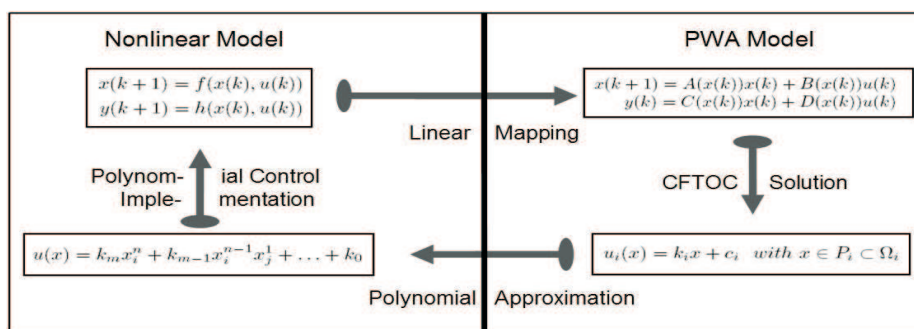 Nonlinear Model
PWA Model
x(k + 1) = f(x(k), u(k))
y(k + 1) = h(x(k), u(k))
x(k + 1) = A(x(k))x(k) + B(x(k))u(k)
y(k) = C(x(k))x(k) + D(x(k))u(k)
Linear Mapping
Polynom- ial Control
Imple- mentation
CFTOC Solution
u(x) = k_m x_i^n + k_{m-1} x_i^{n-1} x_j^1 + . . . + k_0
u_i(x) = k_i x + c_i with x ∈ P_i ⊂ Ω_i
Polynomial Approximation